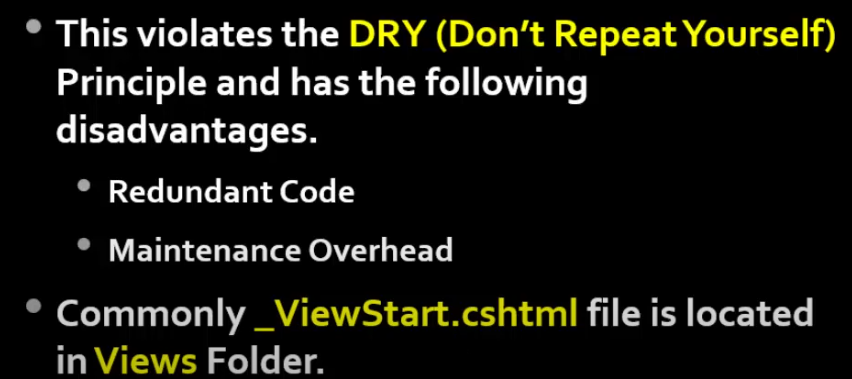 • This violates the DRY (Don’t Repeat Yourself)
Principle and has the following
disadvantages.
• Redundant Code
• Maintenance Overhead
• Commonly _ViewStart.cshtml file is located
in Views Folder.